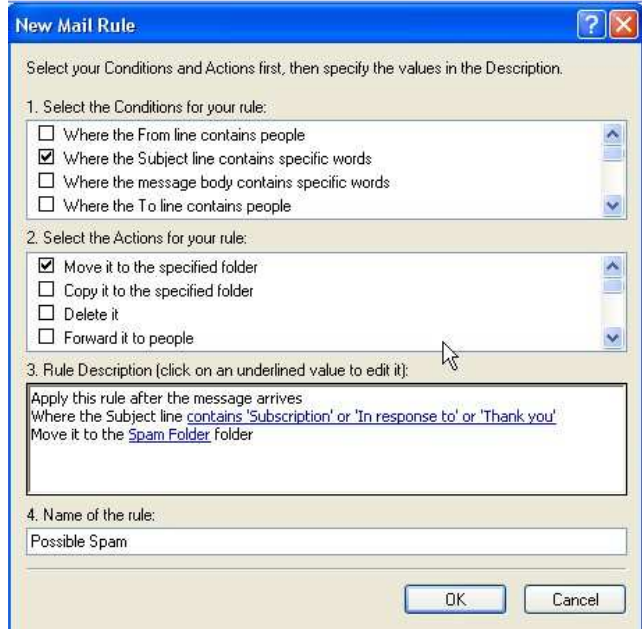 New Mail Rule
Select your Conditions and Actions first, then specify the values in the Description.
1. Select the Conditions for your rule:
Where the From line contains people
Where the Subject line contains specific words
Where the message body contains specific words
Where the To line contains people
2. Select the Actions for your rule:
Move it to the specified folder
Copy it to the specified folder
Delete it
Forward it to people
3. Rule Description (click on an underlined value to edit it):
Apply this rule after the message arrives
Where the Subject line contains 'Subscription' or 'In response to' or 'Thank you'
Move it to the Spam Folder folder
4. Name of the rule:
Possible Spam
OK Cancel